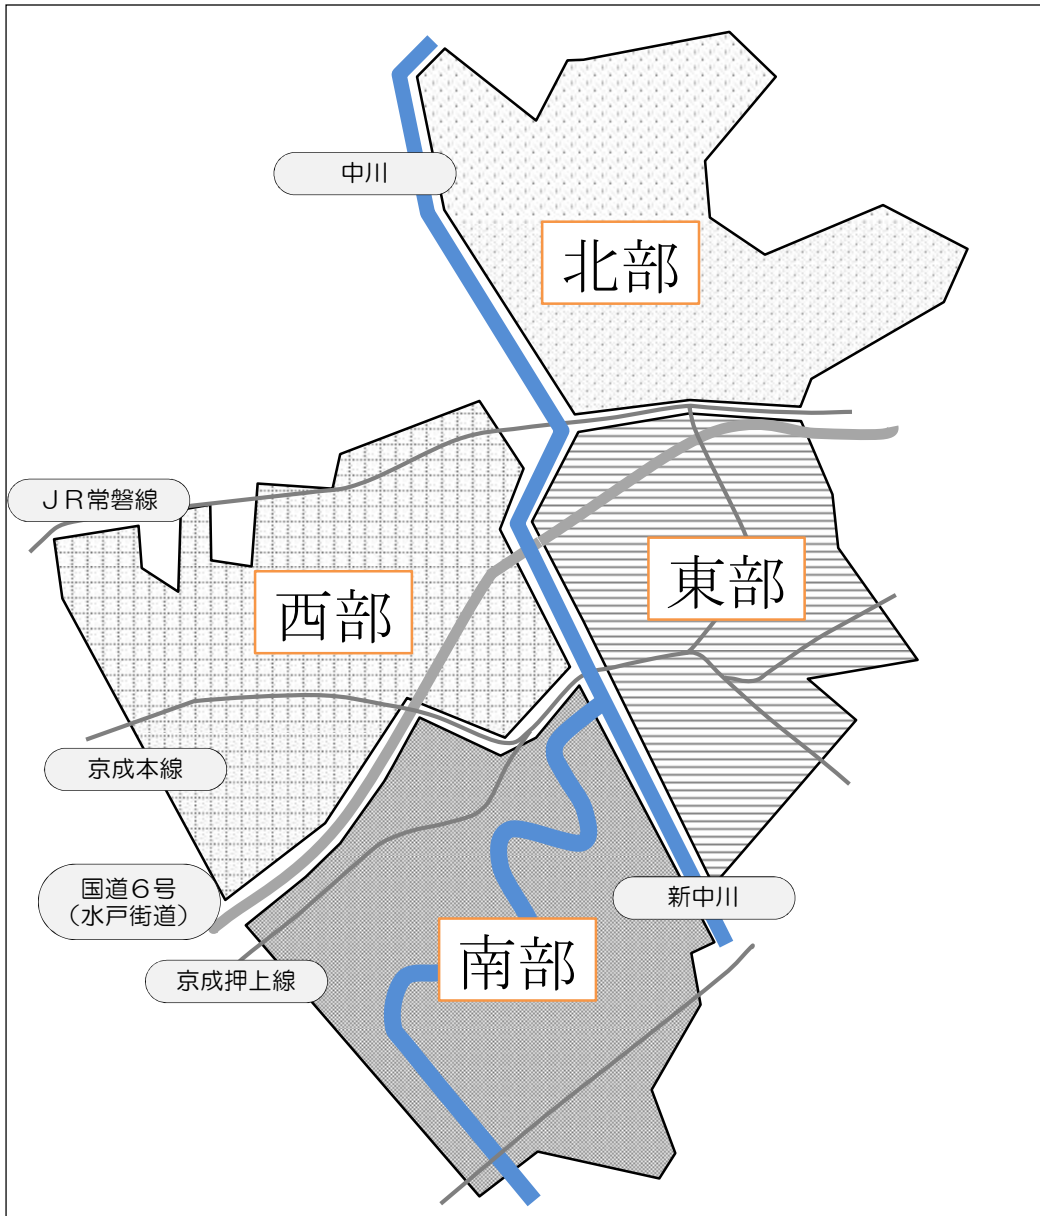 中川
北部
ＪＲ常磐線
東部
西部
京成本線
国道６号
（水戸街道）
新中川
南部
京成押上線